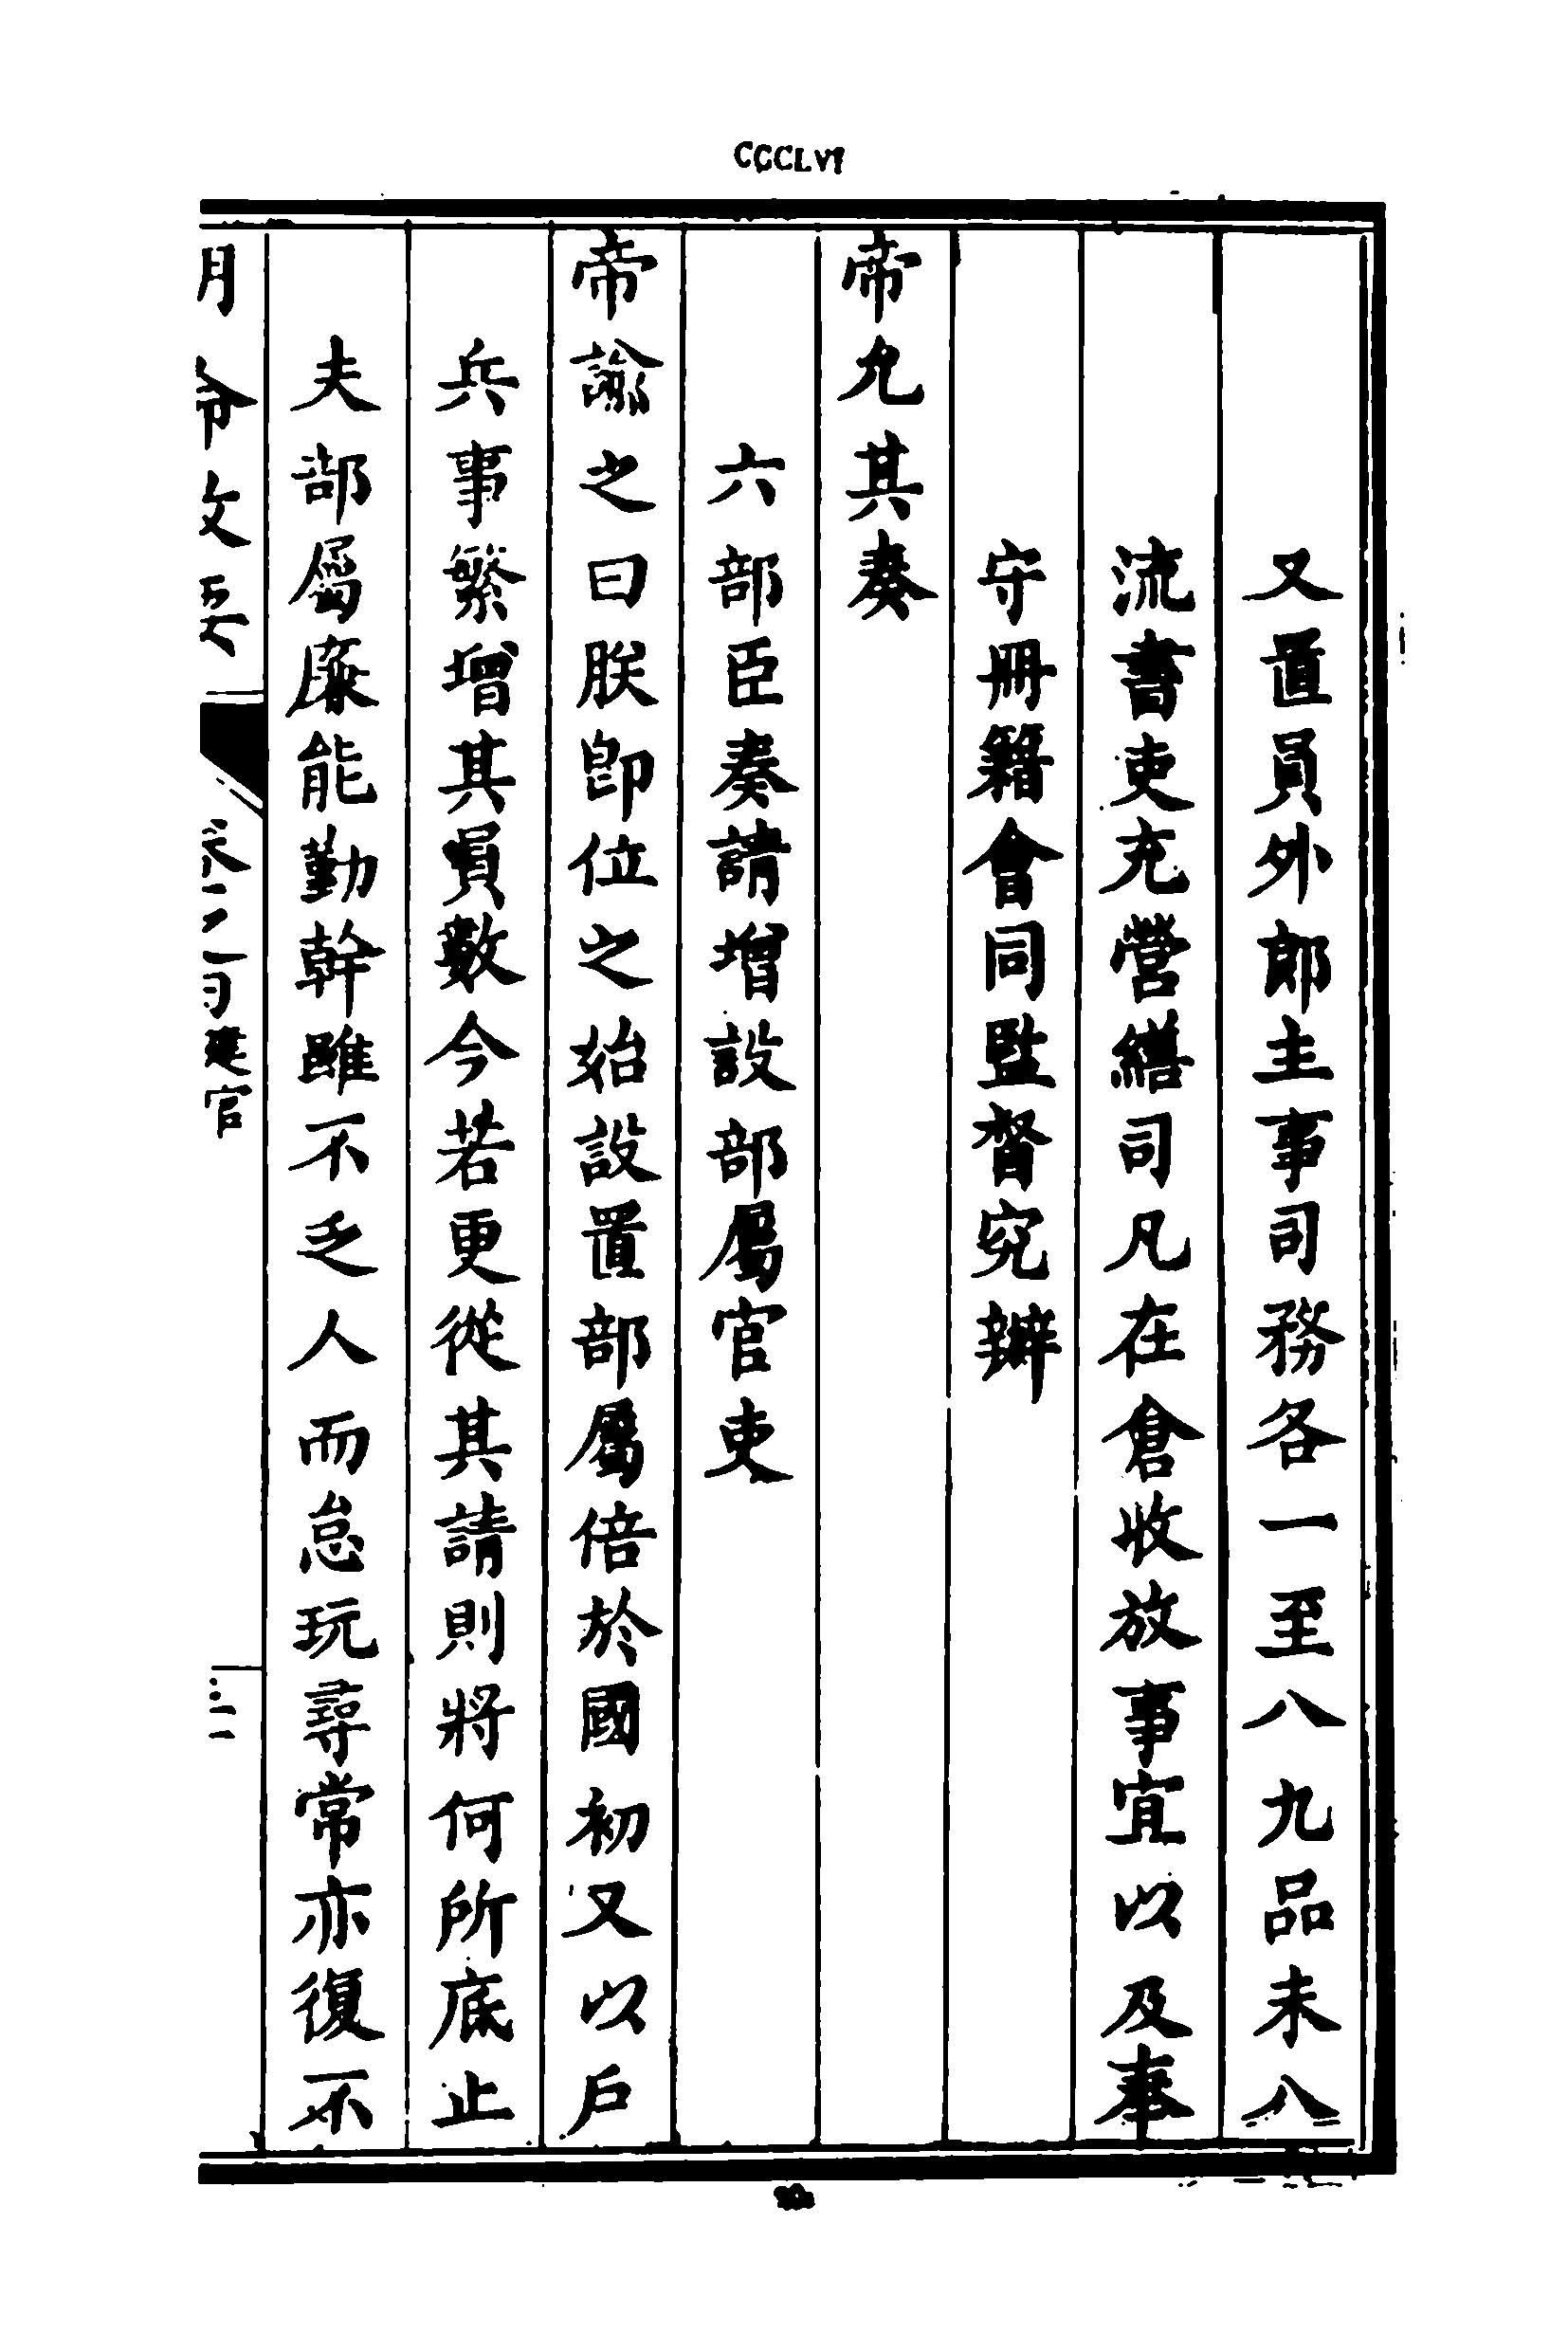 CCCLVI
又置員外郎主事司務各一至八九品未入
流書吏充營繕司凡在倉收放事宜以及事
守冊籍會同監督究辦
帝允其奏
六部臣奏請增設部屬官吏
帝諭之曰朕即位之始設置部屬倍於國初又以戶
兵事繁增其員數今若更從其請則將何所底止
夫部屬廉能勤幹雖不乏人而怠玩尋常亦復不
建官